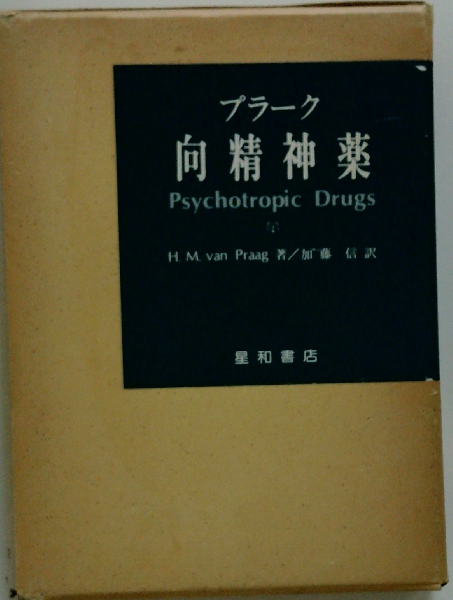 プラーク
向精神薬
Psychotropic Drugs
H. M. van Praag 著/加藤 信 訳
星和書店